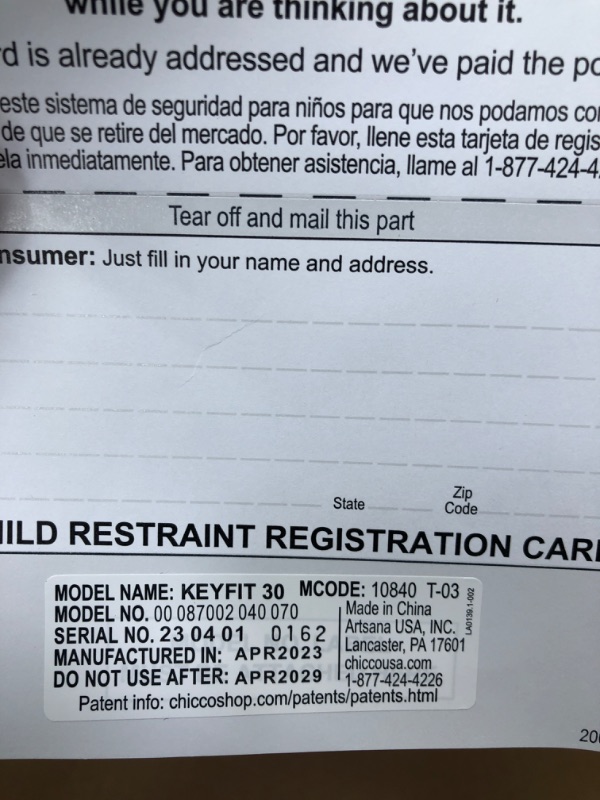 while you are thinking about it.
d is already addressed and we've paid the po
este sistema de seguridad para niños para que nos podamos co
de que se retire del mercado. Por favor, llene esta tarjeta de regis
ela inmediatamente. Para obtener asistencia, llame al 1-877-424-4
Tear off and mail this part
nsumer: Just fill in your name and address.
State
Zip
Code
ILD RESTRAINT REGISTRATION CAR
MODEL NAME: KEYFIT 30 MCODE: 10840 T-03
MODEL NO. 00 087002 040 070
SERIAL NO. 23 04 01 0162
MANUFACTURED IN: APR2023
DO NOT USE AFTER: APR2029
Made in China
Artsana USA, INC.
Lancaster, PA 17601
chiccousa.com
1-877-424-4226
LA0139.1-002
Patent info: chiccoshop.com/patents/patents.html
20